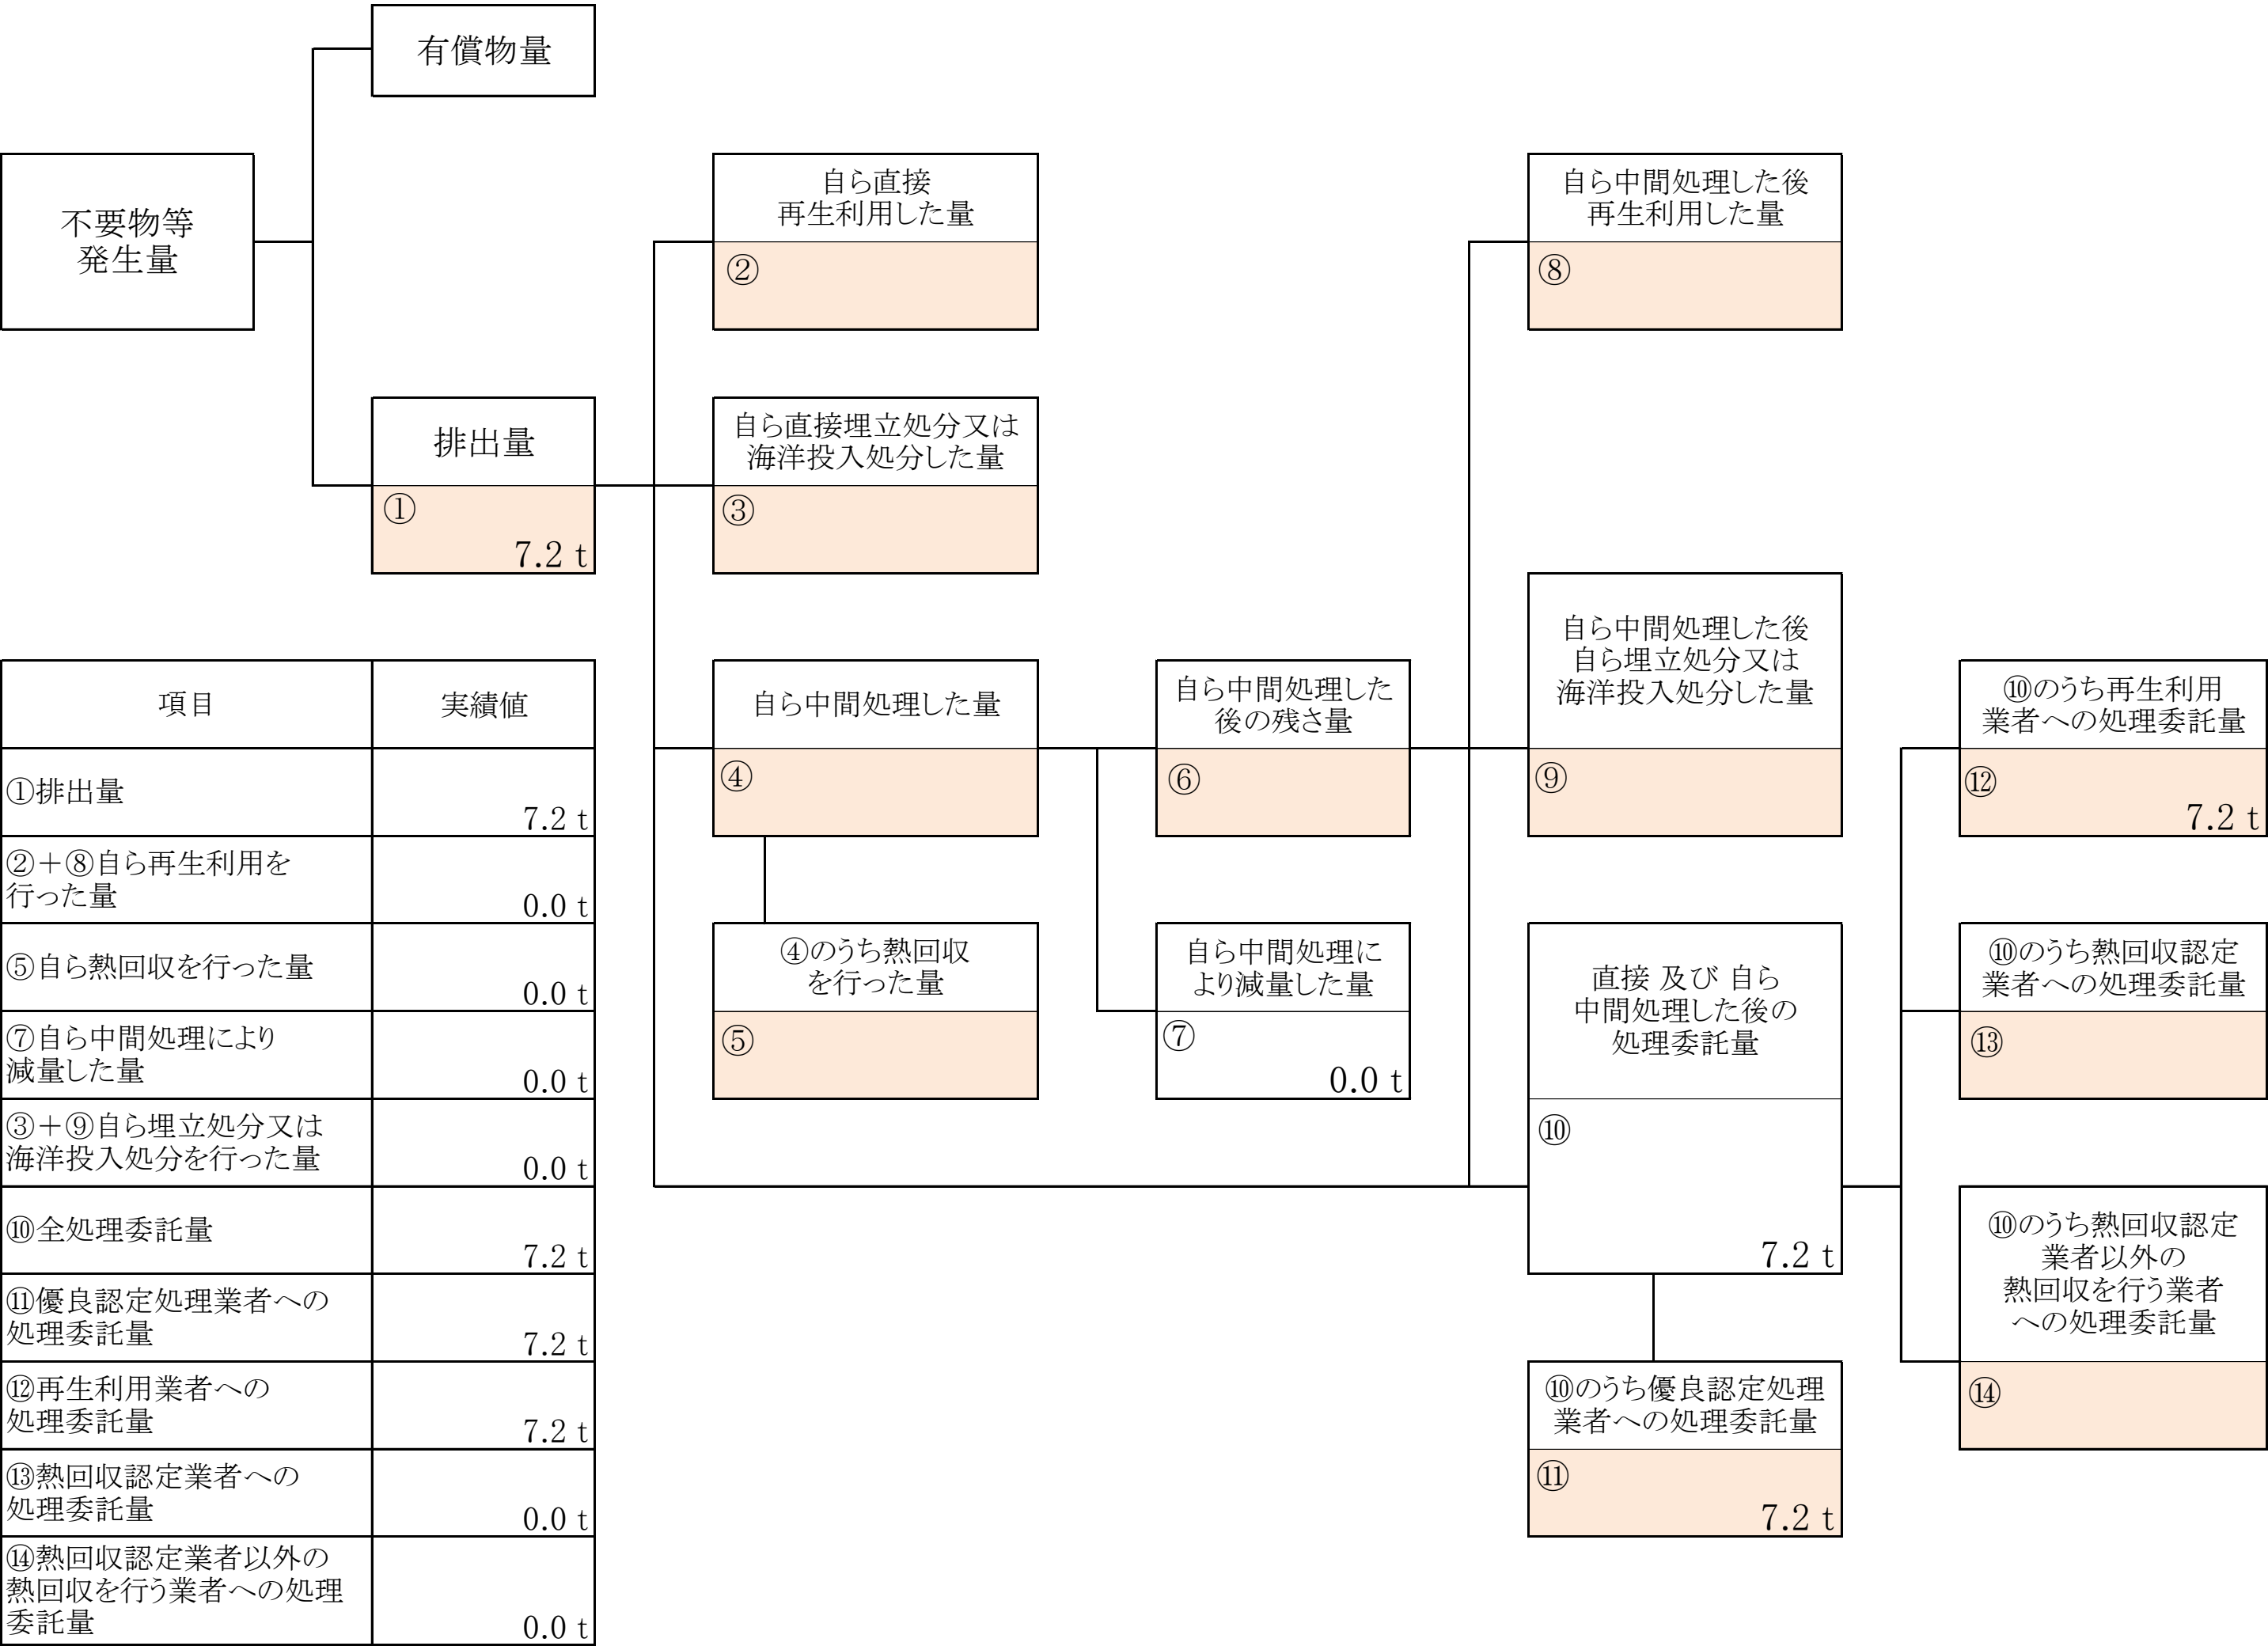 有償物量
不要物等
発生量
排出量
①
7.2 t
自ら直接
再生利用した量
②
自ら直接埋立処分又は
海洋投入処分した量
③
自ら中間処理した量
④
④のうち熱回収
を行った量
⑤
自ら中間処理した
後の残さ量
⑥
自ら中間処理に
より減量した量
⑦
0.0 t
自ら中間処理した後
再生利用した量
⑧
自ら中間処理した後
自ら埋立処分又は
海洋投入処分した量
⑨
直接 及び 自ら
中間処理した後の
処理委託量
⑩
7.2 t
⑩のうち優良認定処理
業者への処理委託量
⑪
7.2 t
⑩のうち再生利用
業者への処理委託量
⑫
7.2 t
⑩のうち熱回収認定
業者への処理委託量
⑬
⑩のうち熱回収認定
業者以外の
熱回収を行う業者
への処理委託量
⑭
項目 実績値
①排出量
7.2 t
②＋⑧自ら再生利用を
行った量
0.0 t
⑤自ら熱回収を行った量
0.0 t
⑦自ら中間処理により
減量した量
0.0 t
③＋⑨自ら埋立処分又は
海洋投入処分を行った量
0.0 t
⑩全処理委託量
7.2 t
⑪優良認定処理業者への
処理委託量
7.2 t
⑫再生利用業者への
処理委託量
7.2 t
⑬熱回収認定業者への
処理委託量
0.0 t
⑭熱回収認定業者以外の
熱回収を行う業者への処理
委託量
0.0 t